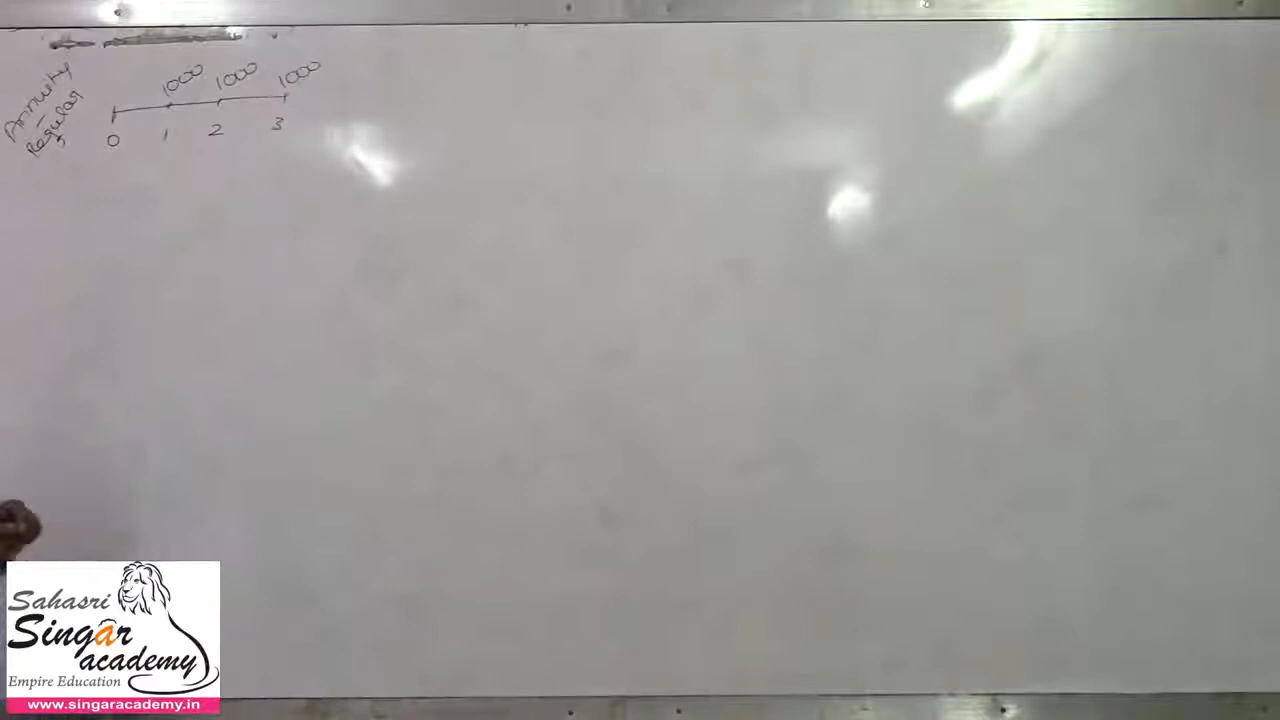 Annuity
-
Regular
1000 1000 1000
0 1 2 3
Sahasri
Singar
academy
Empire Education
www.singaracademy.in